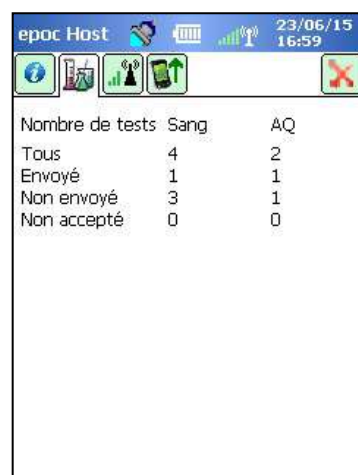 epoc Host 23/06/15
16:59
Nombre de tests Sang AQ
Tous 4 2
Envoyé 1 1
Non envoyé 3 1
Non accepté 0 0